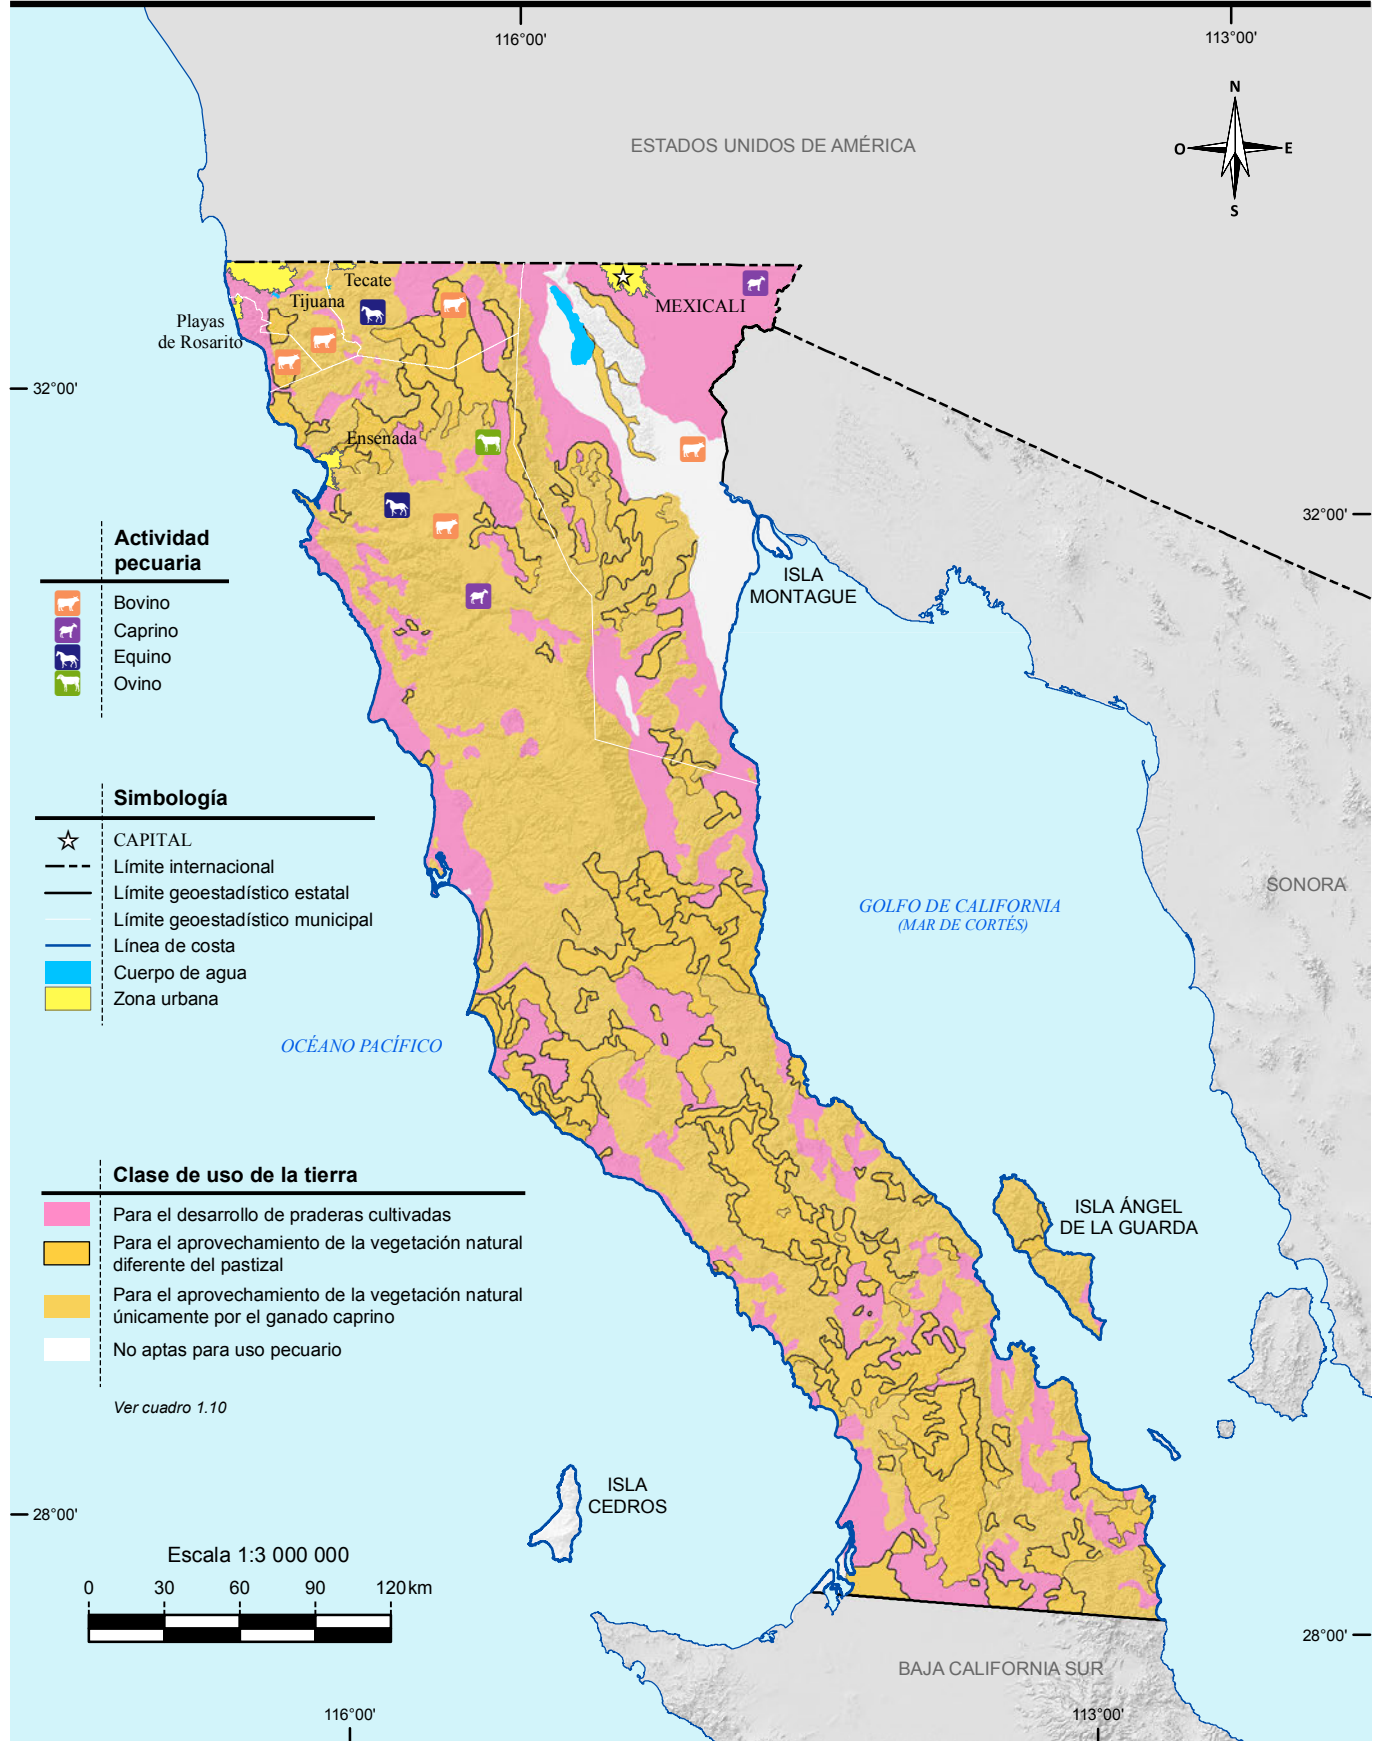 116°00'
113°00'
N
O
E
S
ESTADOS UNIDOS DE AMÉRICA
Tecate
Tijuana
MEXICALI
Playas
de Rosarito
32°00'
Ensenada
32°00'
ISLA
MONTAGUE
Actividad
pecuaria
Bovino
Caprino
Equino
Ovino
Simbología
CAPITAL
Límite internacional
Límite geoestadístico estatal
Límite geoestadístico municipal
Línea de costa
Cuerpo de agua
Zona urbana
SONORA
GOLFO DE CALIFORNIA
(MAR DE CORTÉS)
OCÉANO PACÍFICO
Clase de uso de la tierra
Para el desarrollo de praderas cultivadas
Para el aprovechamiento de la vegetación natural
diferente del pastizal
Para el aprovechamiento de la vegetación natural
únicamente por el ganado caprino
No aptas para uso pecuario
Ver cuadro 1.10
ISLA ÁNGEL
DE LA GUARDA
ISLA
CEDROS
28°00'
Escala 1:3 000 000
0 30 60 90 120 km
28°00'
BAJA CALIFORNIA SUR
116°00'
113°00'